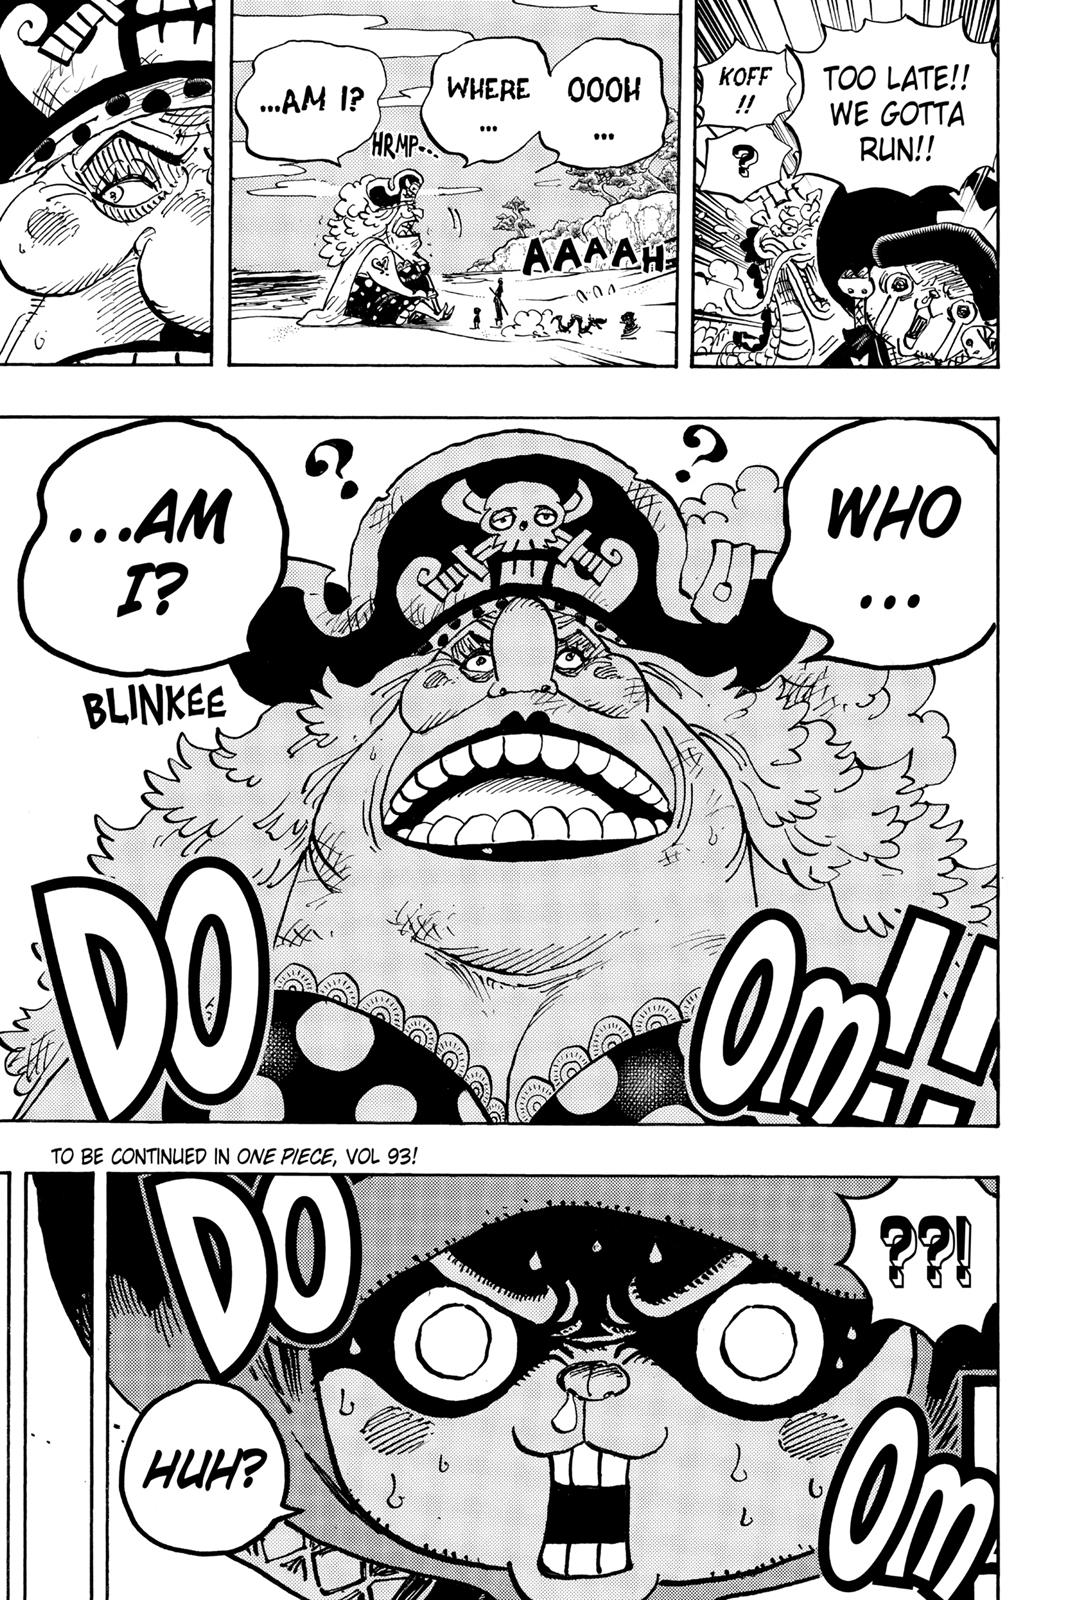 TOO LATE!!
WE GOTTA
RUN!!
KOFF
!!
?
OOOH
...
WHERE
...
...AM I?
HRMP...
AAAAH
WHO
...
?
?
...AM
I?
BLINKEE
DO
OM!!
TO BE CONTINUED IN ONE PIECE, VOL 93!
??!
DO
OM!
HUH?